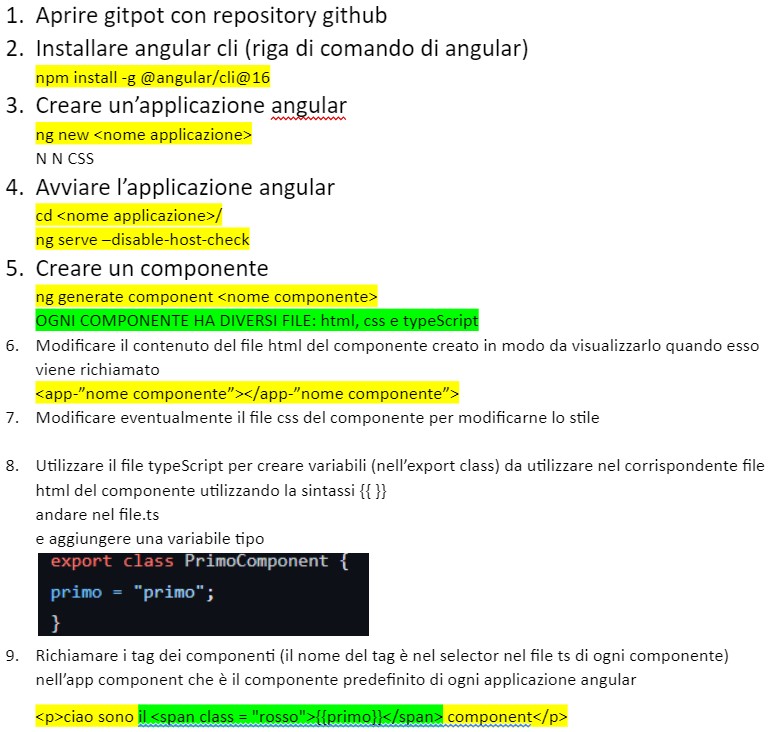 1. Aprire gitpot con repository github
2. Installare angular cli (riga di comando di angular)
npm install -g @angular/cli@16
3. Creare un’applicazione angular
ng new <nome applicazione>
N N CSS
4. Avviare l’applicazione angular
cd <nome applicazione>/
ng serve –disable-host-check
5. Creare un componente
ng generate component <nome componente>
OGNI COMPONENTE HA DIVERSI FILE: html, css e typeScript
6. Modificare il contenuto del file html del componente creato in modo da visualizzarlo quando esso
viene richiamato
<app-”nome componente”></app-”nome componente”>
7. Modificare eventualmente il file css del componente per modificarne lo stile
8. Utilizzare il file typeScript per creare variabili (nell’export class) da utilizzare nel corrispondente file
html del componente utilizzando la sintassi {{ }}
andare nel file.ts
e aggiungere una variabile tipo
export class PrimoComponent {
primo = "primo";
}
9. Richiamare i tag dei componenti (il nome del tag è nel selector nel file ts di ogni componente)
nell’app component che è il componente predefinito di ogni applicazione angular
<p>ciao sono il <span class = "rosso">{{primo}}</span> component</p>